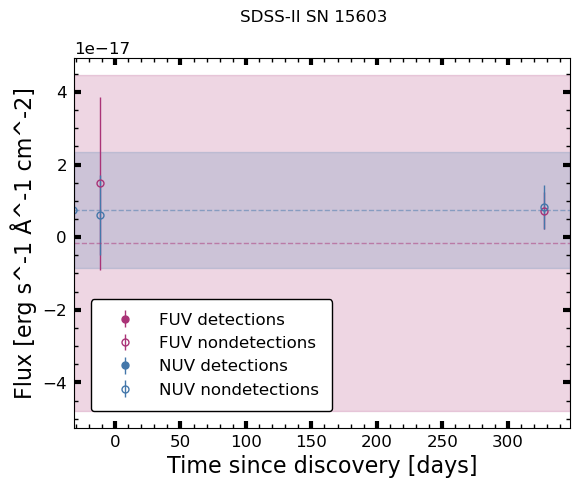 SDSS-II SN 15603
1e−17
4
2
0
−2
−4
Flux [erg s^-1 Å^-1 cm^-2]
FUV detections
FUV nondetections
NUV detections
NUV nondetections
0 50 100 150 200 250 300
Time since discovery [days]